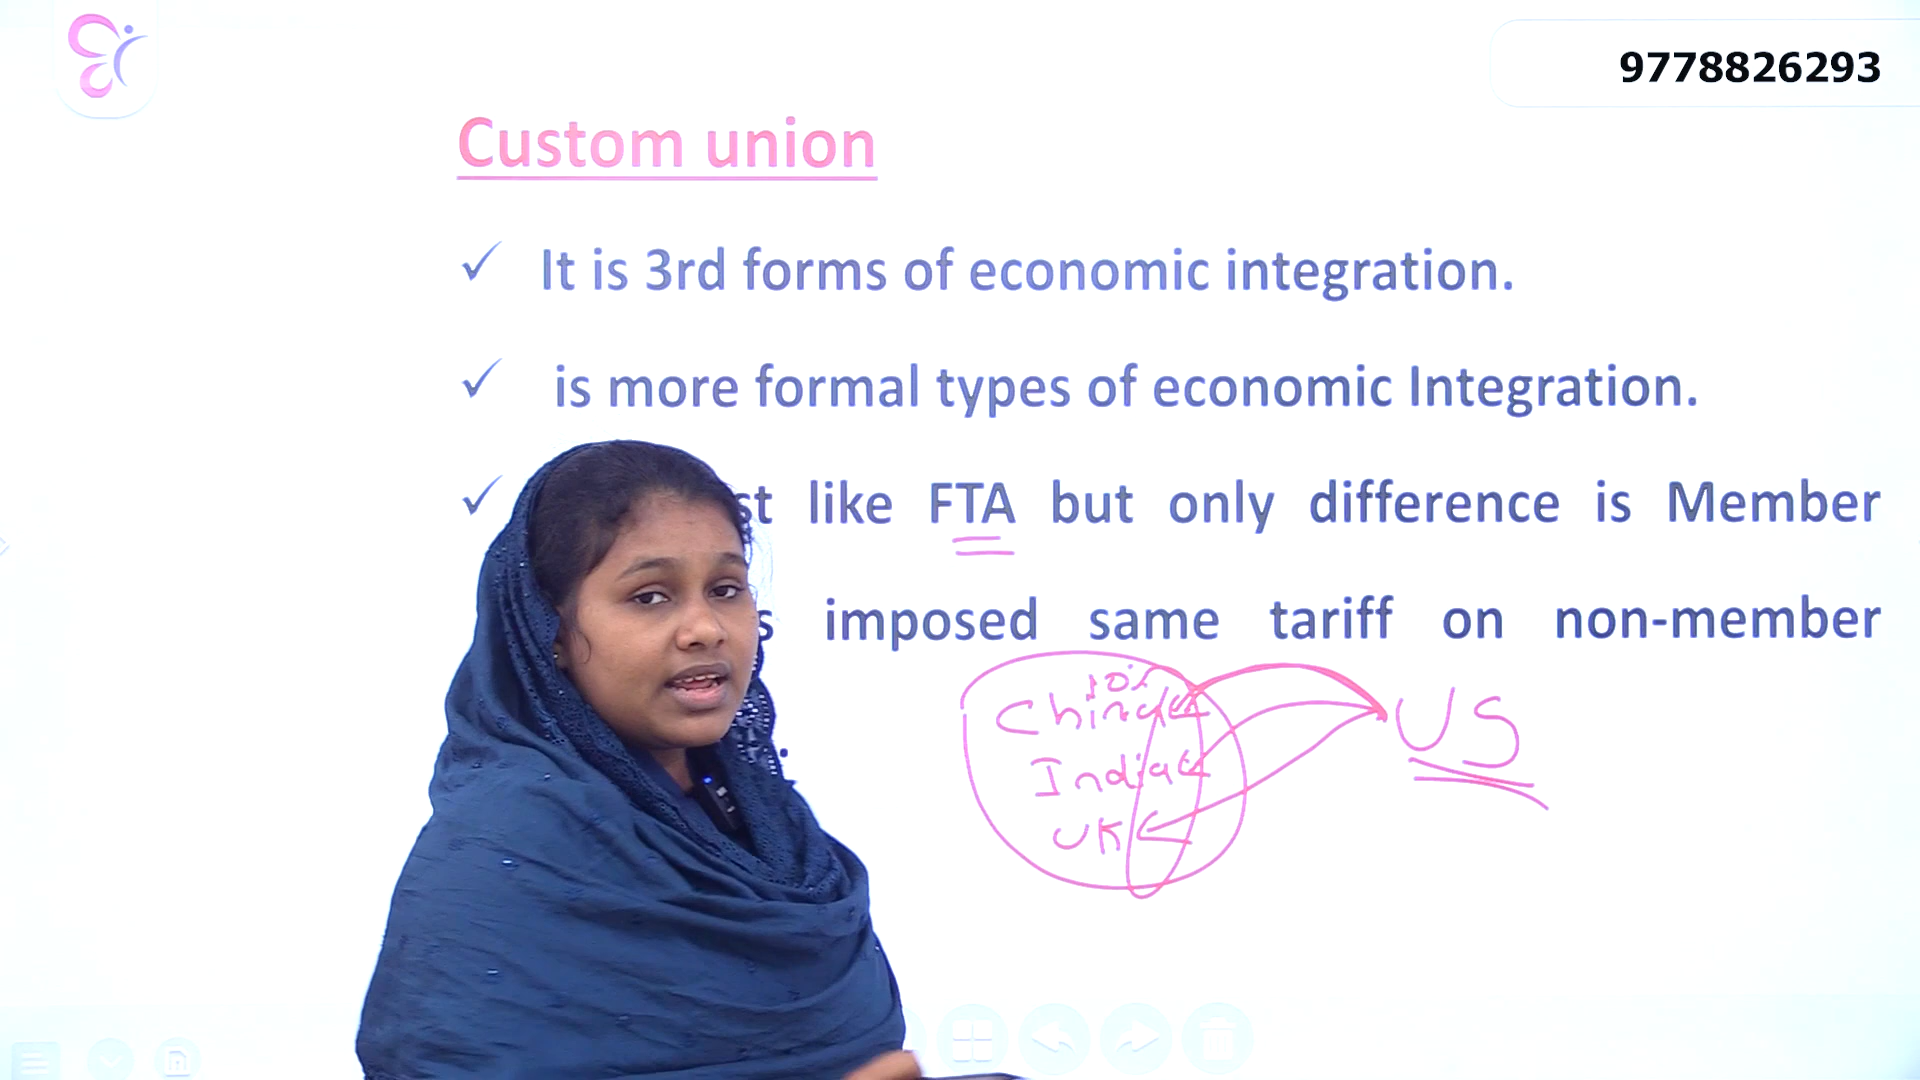 9778826293
Custom union
✓ It is 3rd forms of economic integration.
✓ is more formal types of economic Integration.
✓ st like FTA but only difference is Member
s imposed same tariff on non-member
10%
China
India
UK
US